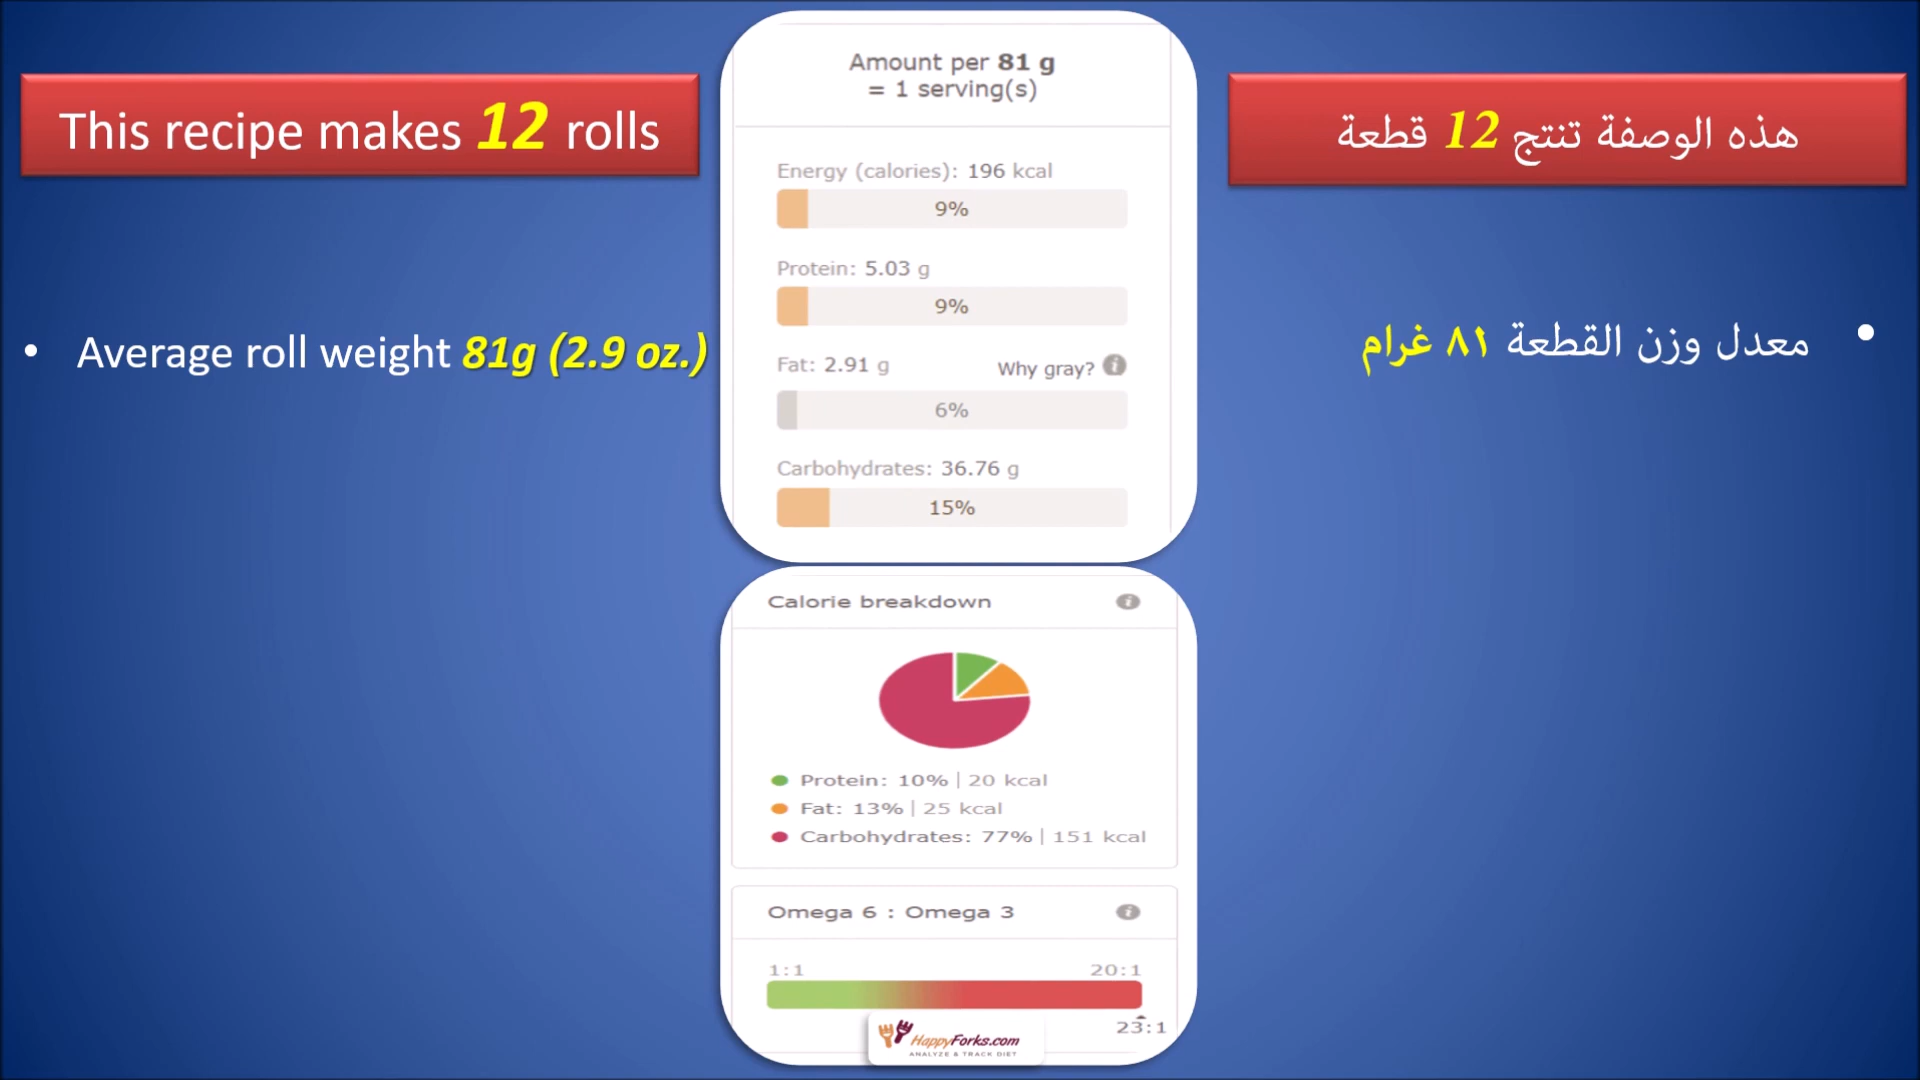 This recipe makes 12 rolls
• Average roll weight 81g (2.9 oz.)
Amount per 81 g
= 1 serving(s)
Energy (calories): 196 kcal
9%
Protein: 5.03 g
9%
Fat: 2.91 g Why gray?
6%
Carbohydrates: 36.76 g
15%
Calorie breakdown
Protein: 10% | 20 kcal
Fat: 13% | 25 kcal
Carbohydrates: 77% | 151 kcal
Omega 6 : Omega 3
1:1 20:1
23:1
HappyForks.com
ANALYZE & TRACK DIET
هذه الوصفة تنتج 12 قطعة
• معدل وزن القطعة ٨١ غرام